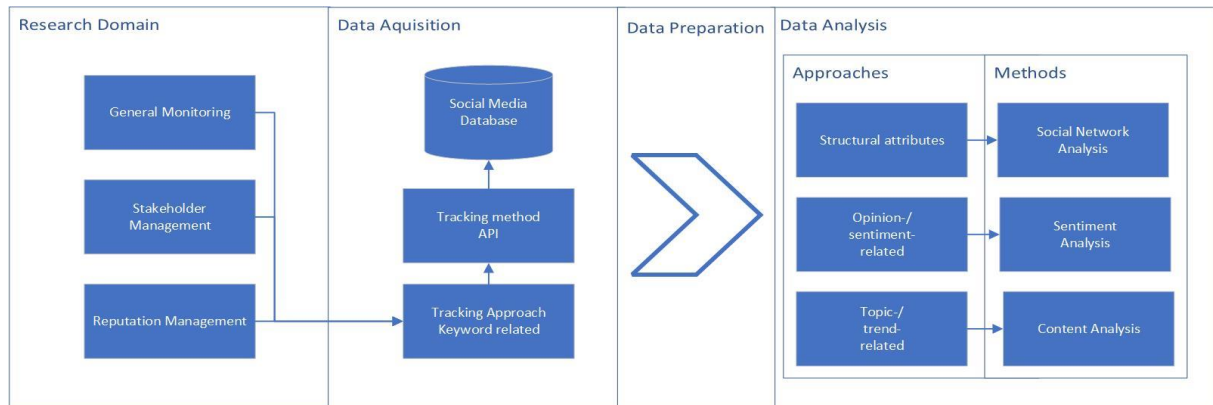 Research Domain
General Monitoring
Stakeholder
Management
Reputation Management
Data Aquisition
Social Media
Database
Tracking method
API
Tracking Approach
Keyword related
Data Preparation
Data Analysis
Approaches
Structural attributes
Opinion-/
sentiment-
related
Topic-/
trend-
related
Methods
Social Network
Analysis
Sentiment
Analysis
Content Analysis